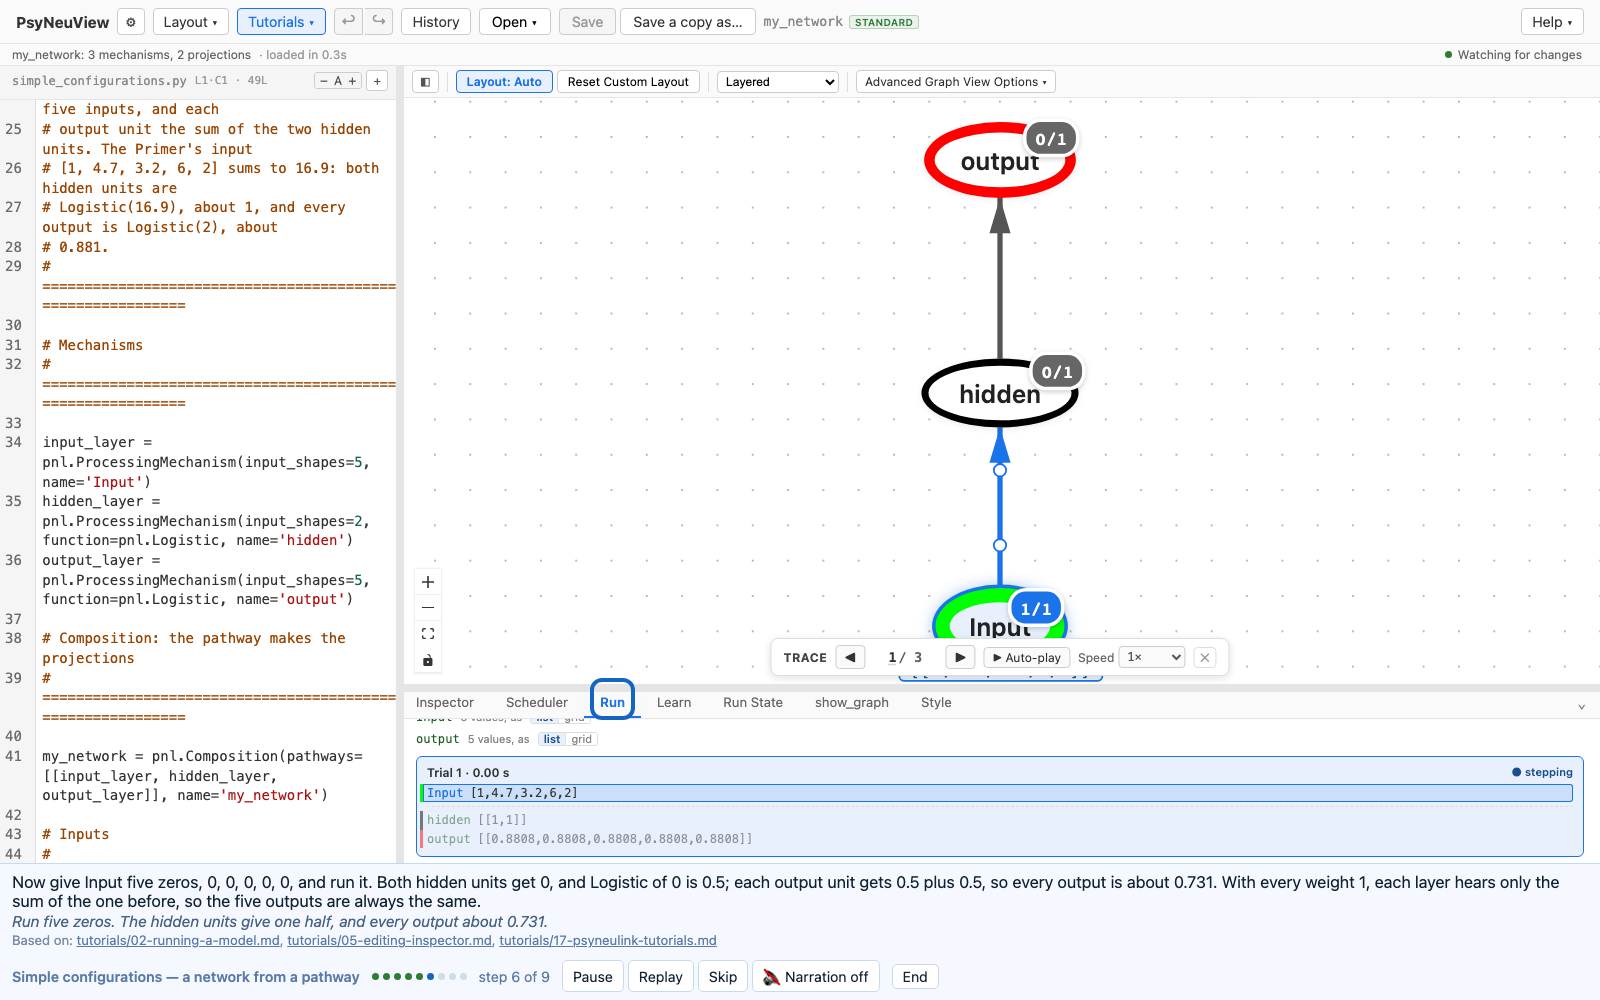 PsyNeuView ⚙ Layout ▾ Tutorials ▾ ↩ ↪ History Open ▾ Save Save a copy as... my_network STANDARD Help ▾
my_network: 3 mechanisms, 2 projections · loaded in 0.3s
Watching for changes
simple_configurations.py L1:C1 · 49L − A + +
Layout: Auto Reset Custom Layout Layered Advanced Graph View Options ▾
five inputs, and each
25 # output unit the sum of the two hidden
units. The Primer's input
26 # [1, 4.7, 3.2, 6, 2] sums to 16.9: both
hidden units are
27 # Logistic(16.9), about 1, and every
output is Logistic(2), about
28 # 0.881.
29 #
===========================================
=================
30
31 # Mechanisms
32 #
===========================================
=================
33
34 input_layer =
pnl.ProcessingMechanism(input_shapes=5,
name='Input')
35 hidden_layer =
pnl.ProcessingMechanism(input_shapes=2,
function=pnl.Logistic, name='hidden')
36 output_layer =
pnl.ProcessingMechanism(input_shapes=5,
function=pnl.Logistic, name='output')
37
38 # Composition: the pathway makes the
projections
39 #
===========================================
=================
40
41 my_network = pnl.Composition(pathways=
[[input_layer, hidden_layer,
output_layer]], name='my_network')
42
43 # Inputs
44 #
0/1
output
0/1
hidden
1/1
Input
TRACE ◀ 1 / 3 ▶ ▶ Auto-play Speed 1× ✕
Inspector Scheduler Run Learn Run State show_graph Style
output 5 values, as list grid
Trial 1 · 0.00 s
stepping
Input [1,4.7,3.2,6,2]
hidden [[1,1]]
output [[0.8808,0.8808,0.8808,0.8808,0.8808]]
Now give Input five zeros, 0, 0, 0, 0, 0, and run it. Both hidden units get 0, and Logistic of 0 is 0.5; each output unit gets 0.5 plus 0.5, so every output is about 0.731. With every weight 1, each layer hears only the
sum of the one before, so the five outputs are always the same.
Run five zeros. The hidden units give one half, and every output about 0.731.
Based on: tutorials/02-running-a-model.md, tutorials/05-editing-inspector.md, tutorials/17-psyneulink-tutorials.md
Simple configurations — a network from a pathway step 6 of 9 Pause Replay Skip Narration off End